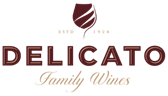 ESTD 1924
DELICATO
Family Wines